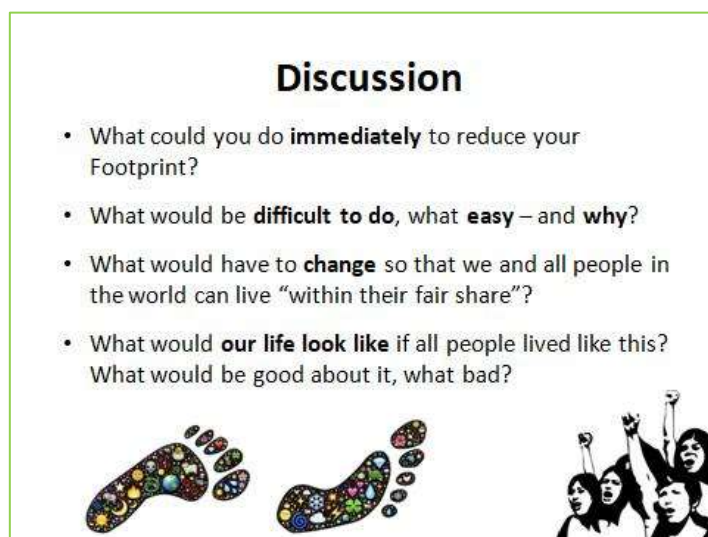 Discussion
• What could you do immediately to reduce your
Footprint?
• What would be difficult to do, what easy – and why?
• What would have to change so that we and all people in
the world can live “within their fair share”?
• What would our life look like if all people lived like this?
What would be good about it, what bad?